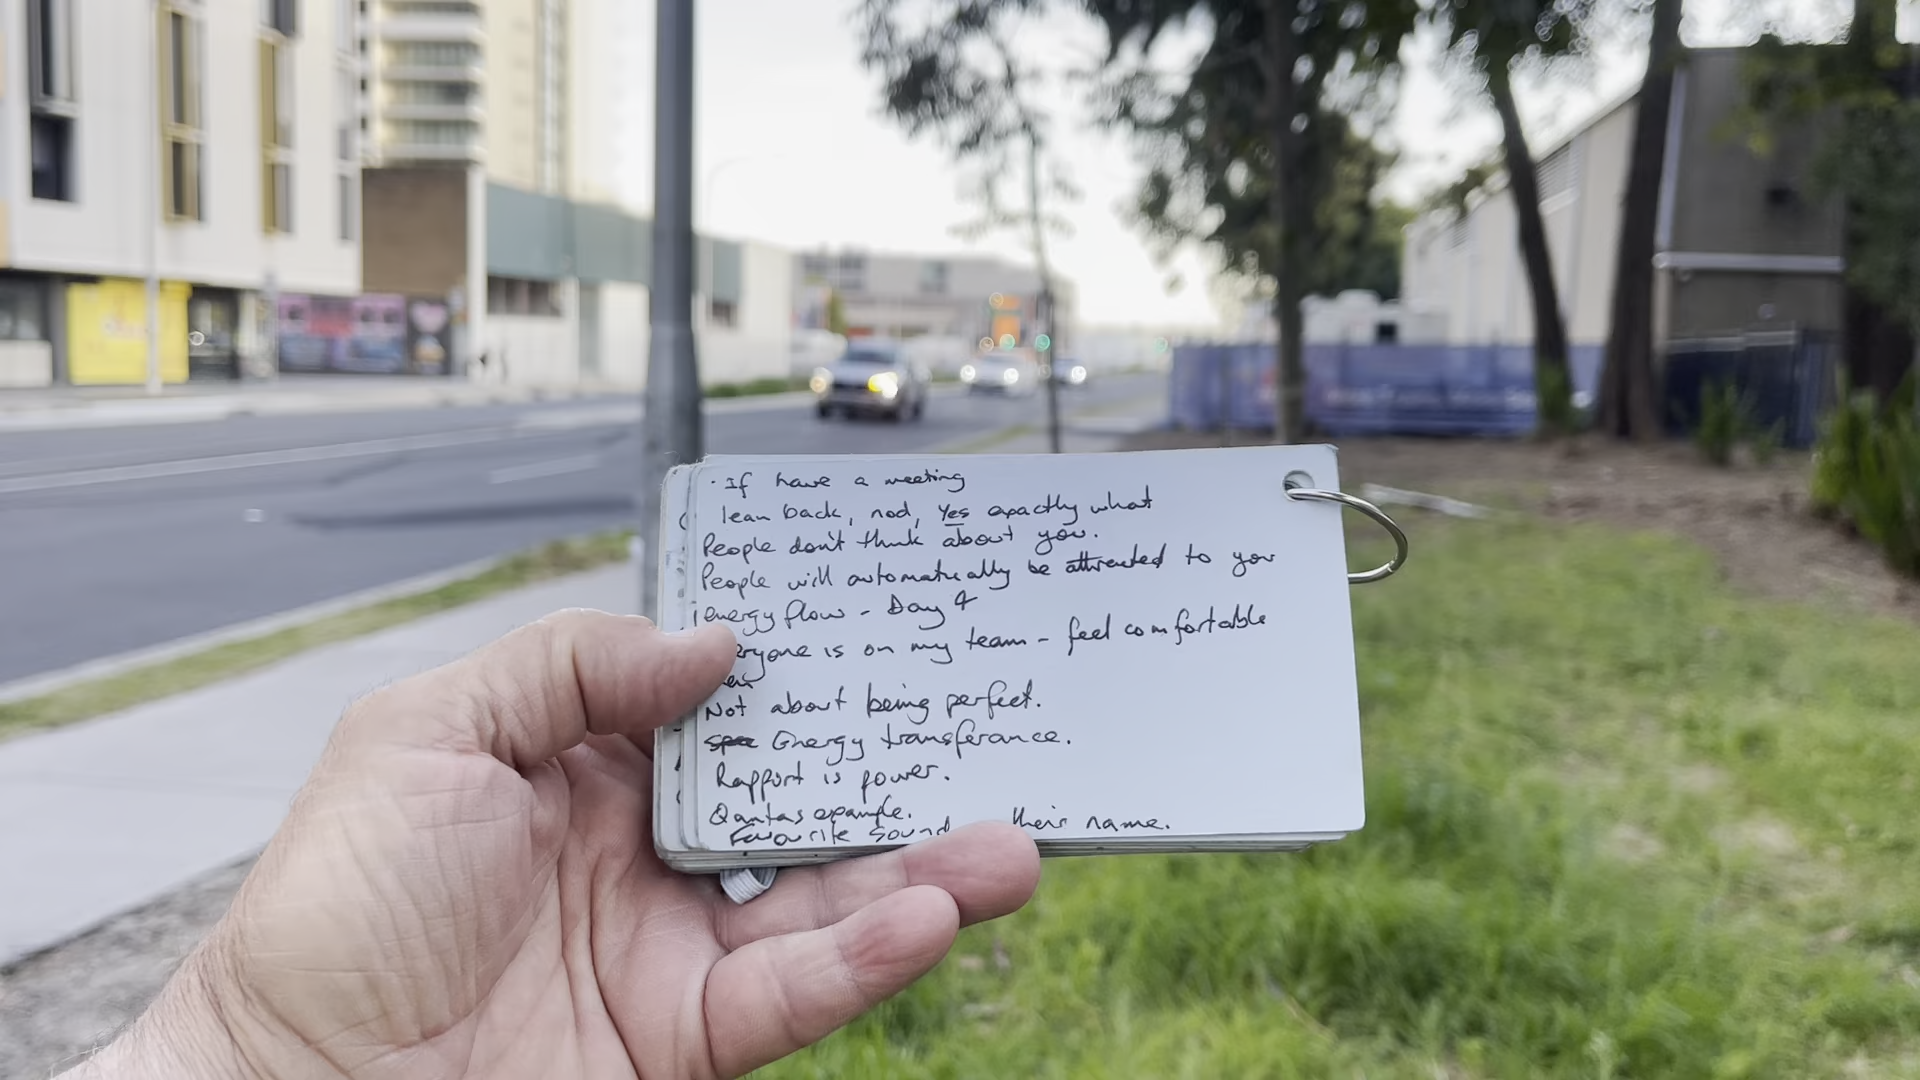 · If have a meeting
lean back, nod, Yes exactly what
People don't think about you.
People will automatically be attracted to you
energy flow - Day 4
eryone is on my team - feel comfortable
Not about being perfect.
Energy transferance.
Rapport is power.
Qantas example.
Favourite sound their name.